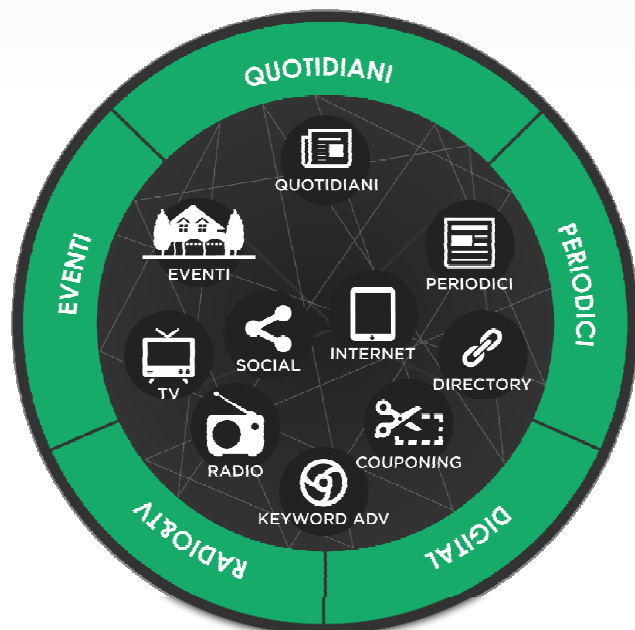 QUOTIDIANI
PERIODICI
DIGITAL
RADIO&TV
EVENTI
QUOTIDIANI
EVENTI
PERIODICI
SOCIAL
INTERNET
DIRECTORY
TV
RADIO
COUPONING
KEYWORD ADV